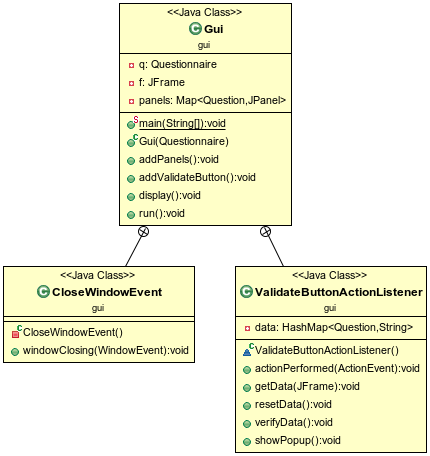 <<Java Class>>
Gui
gui
q: Questionnaire
f: JFrame
panels: Map<Question,JPanel>
main(String[]):void
Gui(Questionnaire)
addPanels():void
addValidateButton():void
display():void
run():void
<<Java Class>>
CloseWindowEvent
gui
CloseWindowEvent()
windowClosing(WindowEvent):void
<<Java Class>>
ValidateButtonActionListener
gui
data: HashMap<Question,String>
ValidateButtonActionListener()
actionPerformed(ActionEvent):void
getData(JFrame):void
resetData():void
verifyData():void
showPopup():void